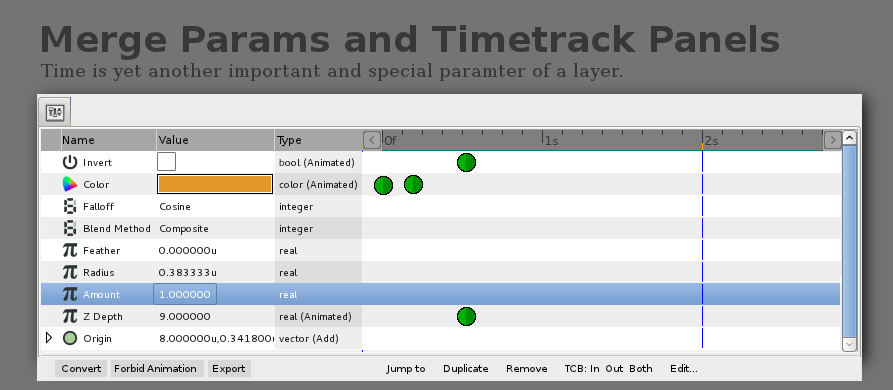 Merge Params and Timetrack Panels
Time is yet another important and special paramter of a layer.
Name Value Type 0f 1s 2s
Invert bool (Animated)
Color color (Animated)
Falloff Cosine integer
Blend Method Composite integer
Feather 0.000000u real
Radius 0.383333u real
Amount 1.000000 real
Z Depth 9.000000 real (Animated)
Origin 8.000000u,0.341800u vector (Add)
Convert Forbid Animation Export Jump to Duplicate Remove TCB: In Out Both Edit...